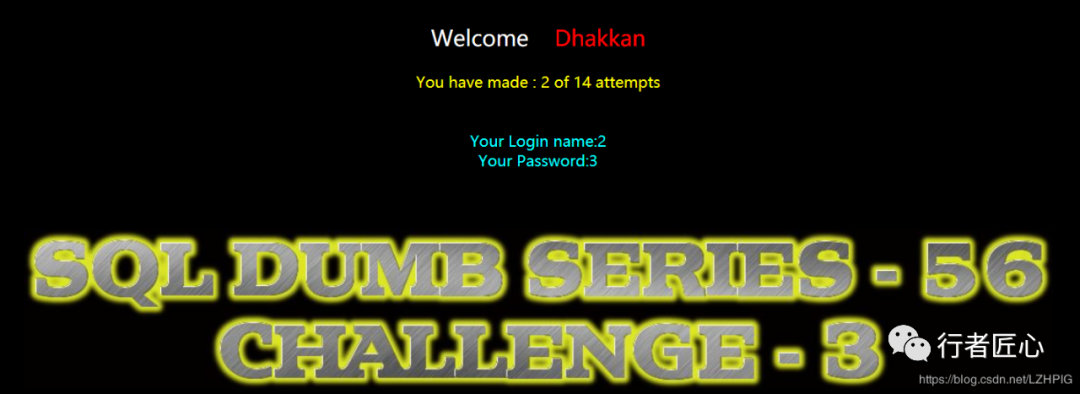 Welcome Dhakkan
You have made : 2 of 14 attempts
Your Login name:2
Your Password:3
SQL DUMB SERIES - 56
CHALLENGE - 3
行者匠心
https://blog.csdn.net/LZHPIG